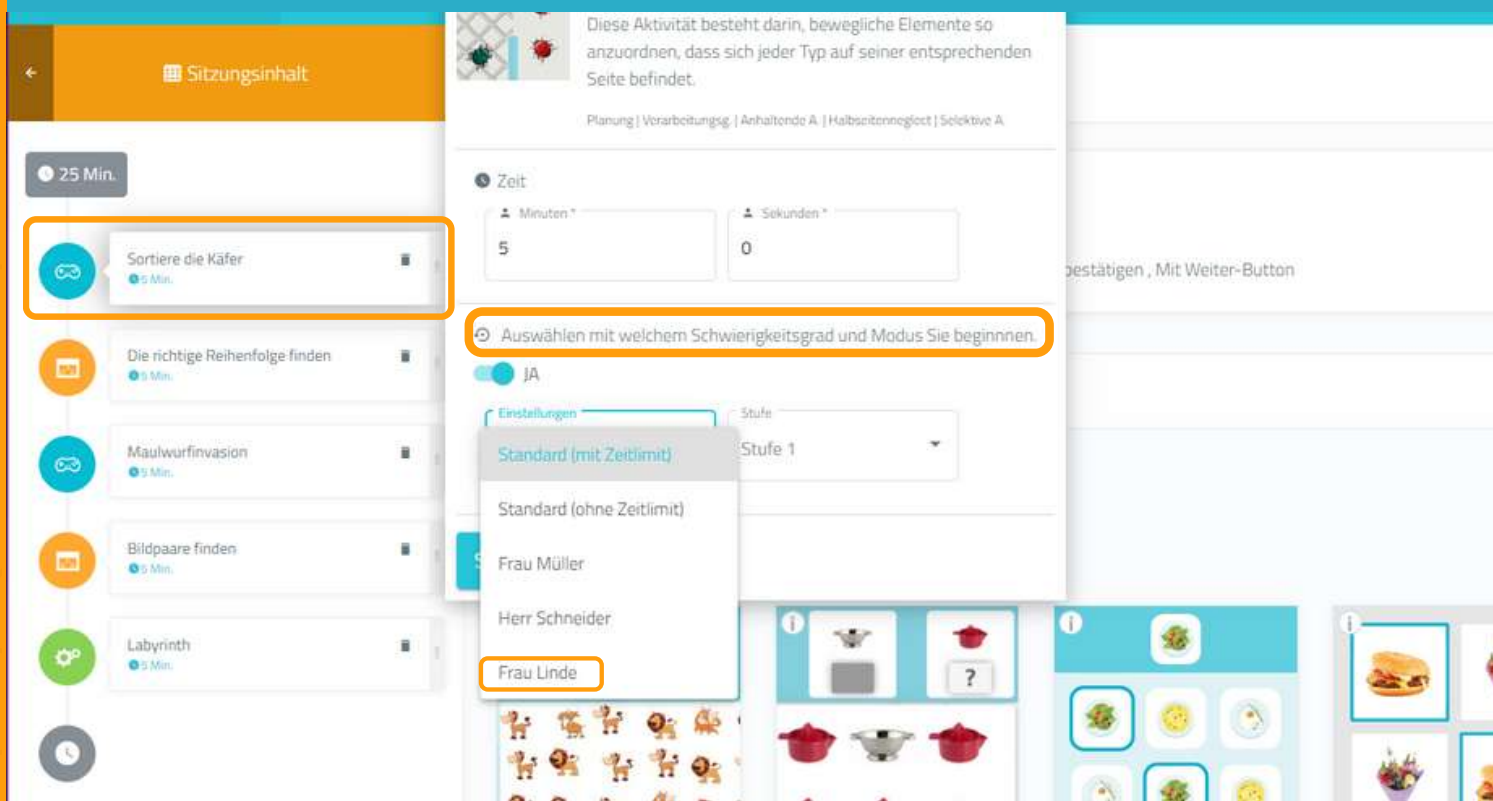 Sitzungsinhalt
25 Min.
Sortiere die Käfer
5 Min.
Die richtige Reihenfolge finden
5 Min.
Maulwurfinvasion
5 Min.
Bildpaare finden
5 Min.
Labyrinth
5 Min.
Diese Aktivität besteht darin, bewegliche Elemente so
anzuordnen, dass sich jeder Typ auf seiner entsprechenden
Seite befindet.
Planung | Verarbeitungsg. | Anhaltende A. | Halbseitenneglect | Selektive A.
Zeit
Minuten *
5
Sekunden *
0
Auswählen mit welchem Schwierigkeitsgrad und Modus Sie beginnnen.
JA
Einstellungen
Stufe
Stufe 1
Standard (mit Zeitlimit)
Standard (ohne Zeitlimit)
Frau Müller
Herr Schneider
Frau Linde
bestätigen , Mit Weiter-Button
i
?
i
i